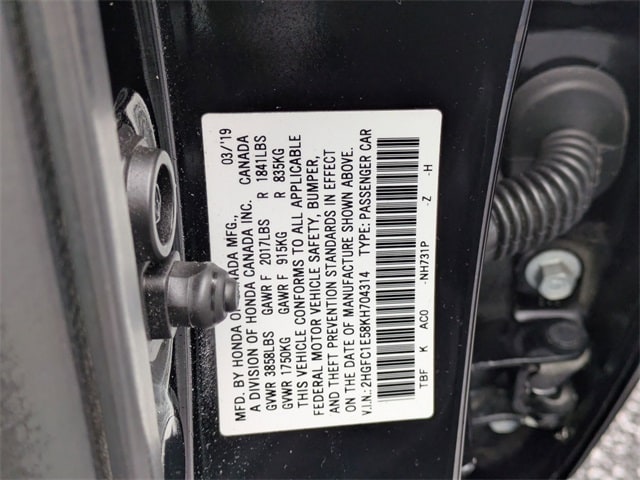 MFD. BY HONDA OF CANADA MFG., 03/'19
A DIVISION OF HONDA CANADA INC. CANADA
GVWR 3858LBS GAWR F 2017LBS R 1841LBS
GVWR 1750KG GAWR F 915KG R 835KG
THIS VEHICLE CONFORMS TO ALL APPLICABLE
FEDERAL MOTOR VEHICLE SAFETY, BUMPER,
AND THEFT PREVENTION STANDARDS IN EFFECT
ON THE DATE OF MANUFACTURE SHOWN ABOVE.
V.I.N.: 2HGFC1E58KH704314 TYPE: PASSENGER CAR
TBF K AC0 -NH731P -Z -H